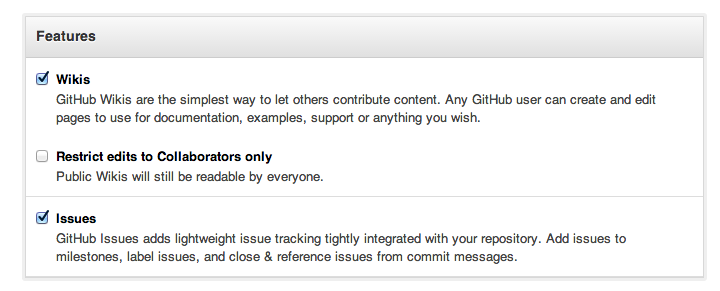 Features
Wikis
GitHub Wikis are the simplest way to let others contribute content. Any GitHub user can create and edit
pages to use for documentation, examples, support or anything you wish.
Restrict edits to Collaborators only
Public Wikis will still be readable by everyone.
Issues
GitHub Issues adds lightweight issue tracking tightly integrated with your repository. Add issues to
milestones, label issues, and close & reference issues from commit messages.